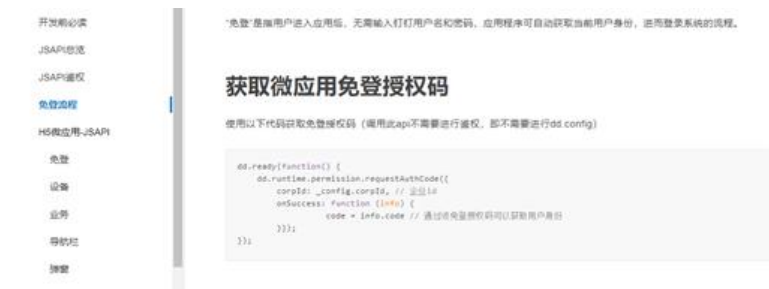 开发前必读
JSAPI总览
JSAPI鉴权
免登流程
H5微应用-JSAPI
免登
设备
业务
导航栏
弹窗
"免登"是指用户进入应用后，无需输入钉钉用户名和密码，应用程序可自动获取当前用户身份，进而登录系统的流程。
获取微应用免登授权码
使用以下代码获取免登授权码（调用此api不需要进行鉴权，即不需要进行dd.config）
dd.ready(function() {
dd.runtime.permission.requestAuthCode({
corpId: _config.corpId, // 企业id
onSuccess: function (info) {
code = info.code // 通过该免登授权码可以获取用户身份
}});
});